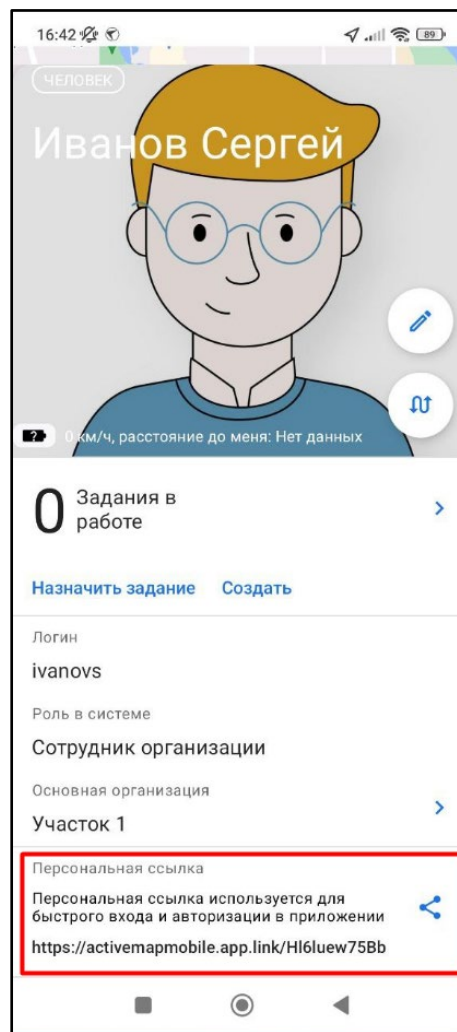 16:42
89
ЧЕЛОВЕК
Иванов Сергей
?
0 км/ч, расстояние до меня: Нет данных
0
Задания в
работе
Назначить задание Создать
Логин
ivanovs
Роль в системе
Сотрудник организации
Основная организация
Участок 1
Персональная ссылка
Персональная ссылка используется для
быстрого входа и авторизации в приложении
https://activemapmobile.app.link/Hl6luew75Bb